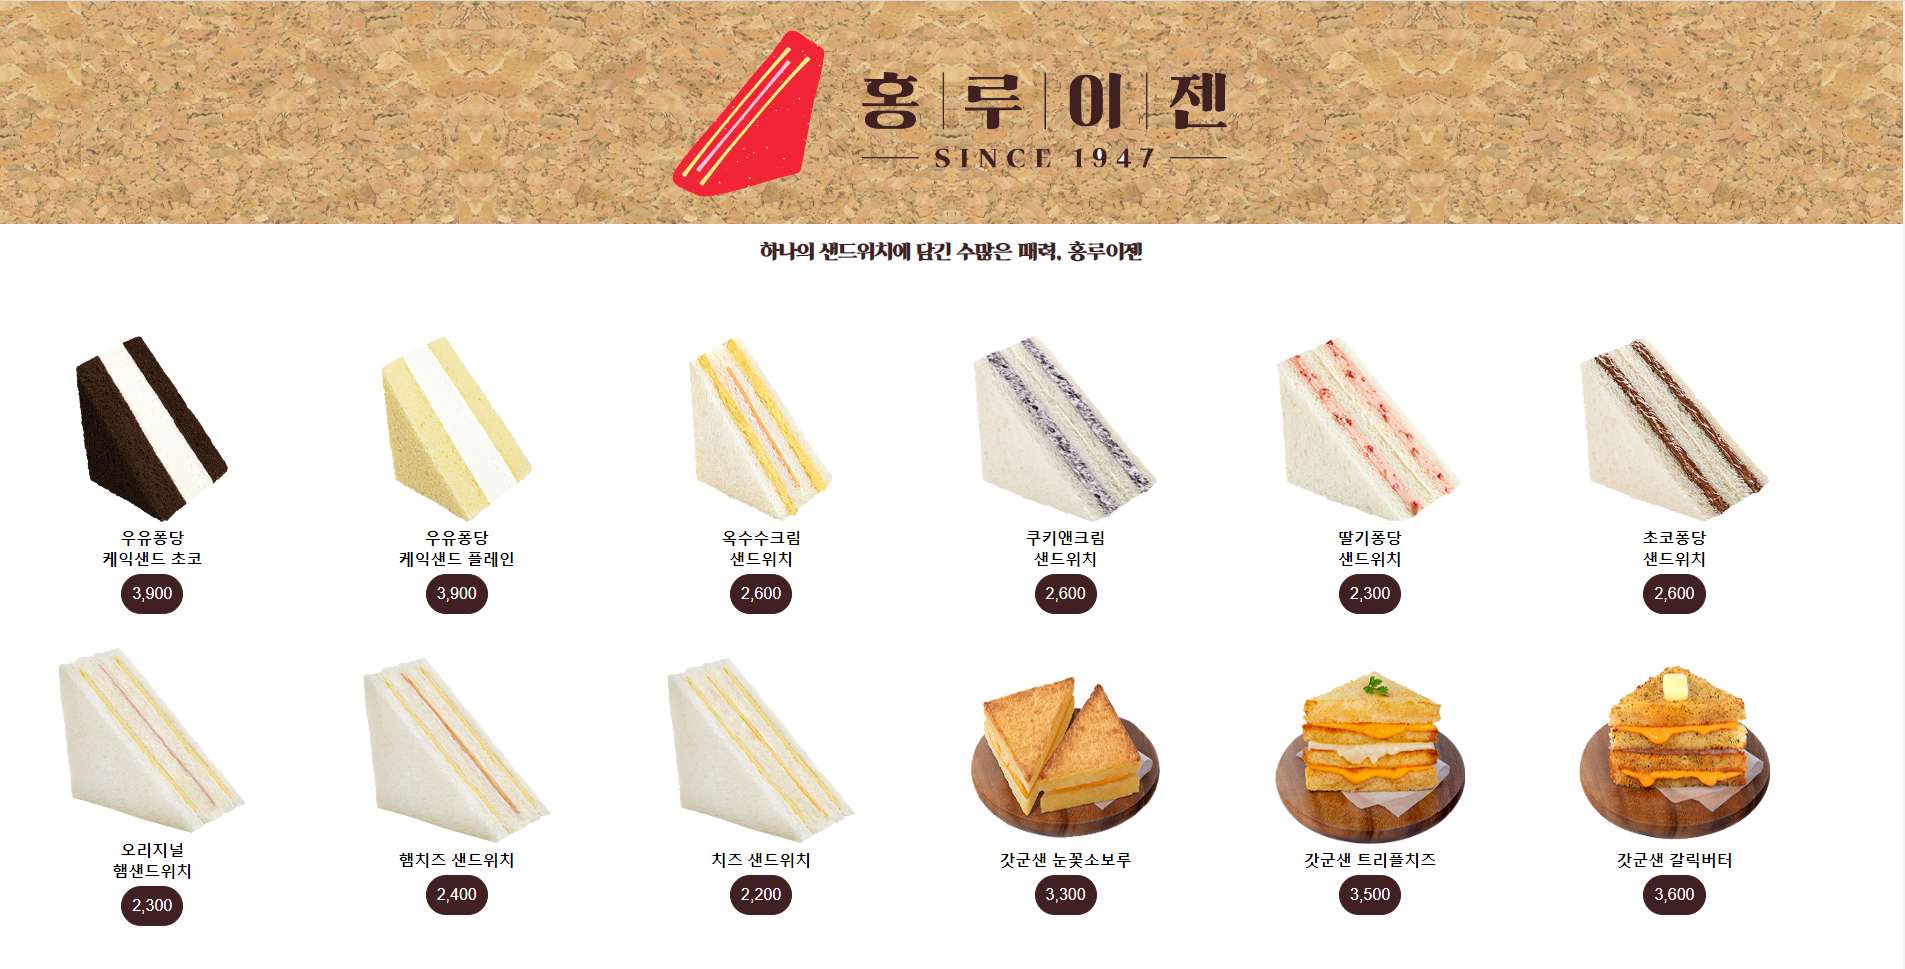 홍루이젠
SINCE 1947
하나의 샌드위치에 담긴 수많은 매력, 홍루이젠
우유퐁당
케익샌드 초코
3,900
우유퐁당
케익샌드 플레인
3,900
옥수수크림
샌드위치
2,600
쿠키앤크림
샌드위치
2,600
딸기퐁당
샌드위치
2,300
초코퐁당
샌드위치
2,600
오리지널
햄샌드위치
2,300
햄치즈 샌드위치
2,400
치즈 샌드위치
2,200
갓군샌 눈꽃소보루
3,300
갓군샌 트리플치즈
3,500
갓군샌 갈릭버터
3,600